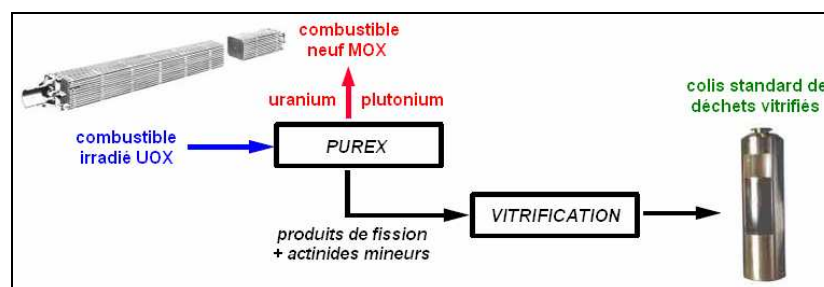 combustible
neuf MOX
uranium plutonium
colis standard de
déchets vitrifiés
combustible
irradié UOX
PUREX
VITRIFICATION
produits de fission
+ actinides mineurs